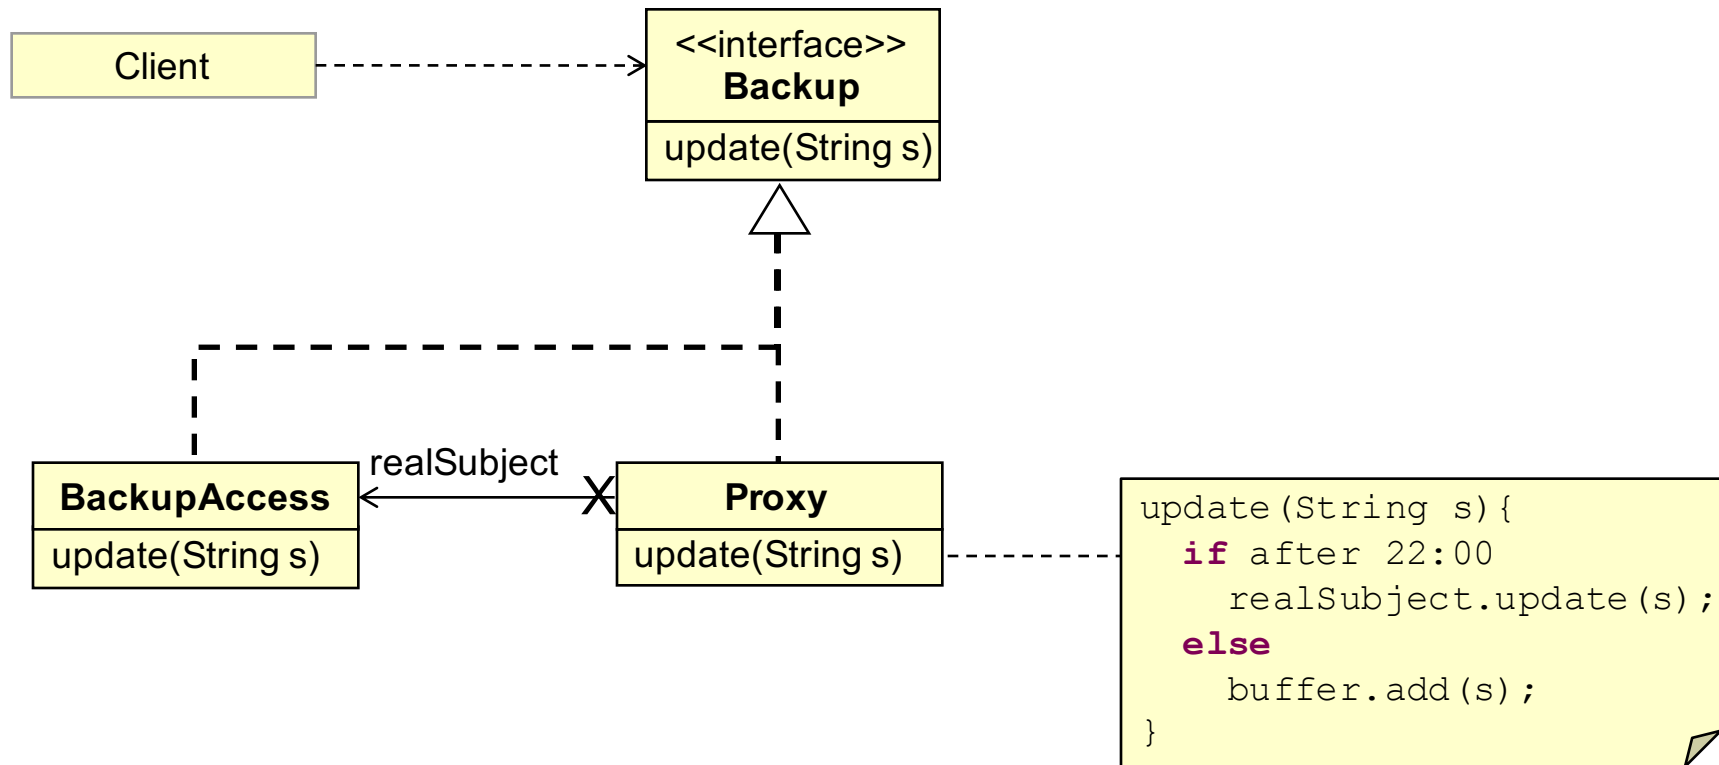 Client
<<interface>>
Backup
update(String s)
realSubject
BackupAccess
update(String s)
X
Proxy
update(String s)
update(String s){
if after 22:00
realSubject.update(s);
else
buffer.add(s);
}